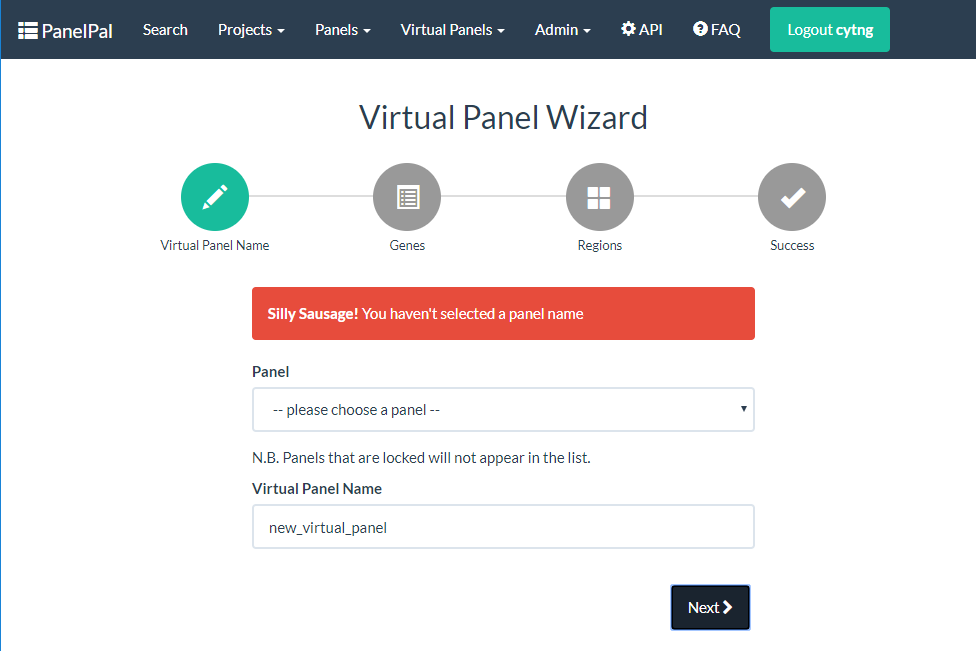 PanelPal Search Projects Panels Virtual Panels Admin API FAQ Logout cytng
Virtual Panel Wizard
Virtual Panel Name Genes Regions Success
Silly Sausage! You haven't selected a panel name
Panel
-- please choose a panel --
N.B. Panels that are locked will not appear in the list.
Virtual Panel Name
new_virtual_panel
Next